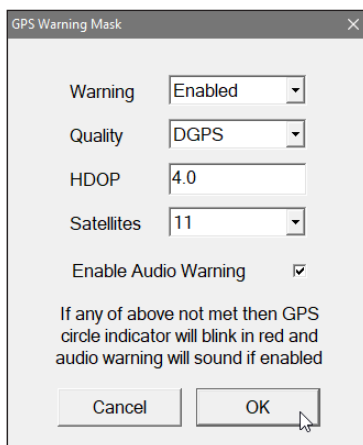 GPS Warning Mask
Warning Enabled
Quality DGPS
HDOP 4.0
Satellites 11
Enable Audio Warning
If any of above not met then GPS
circle indicator will blink in red and
audio warning will sound if enabled
Cancel OK